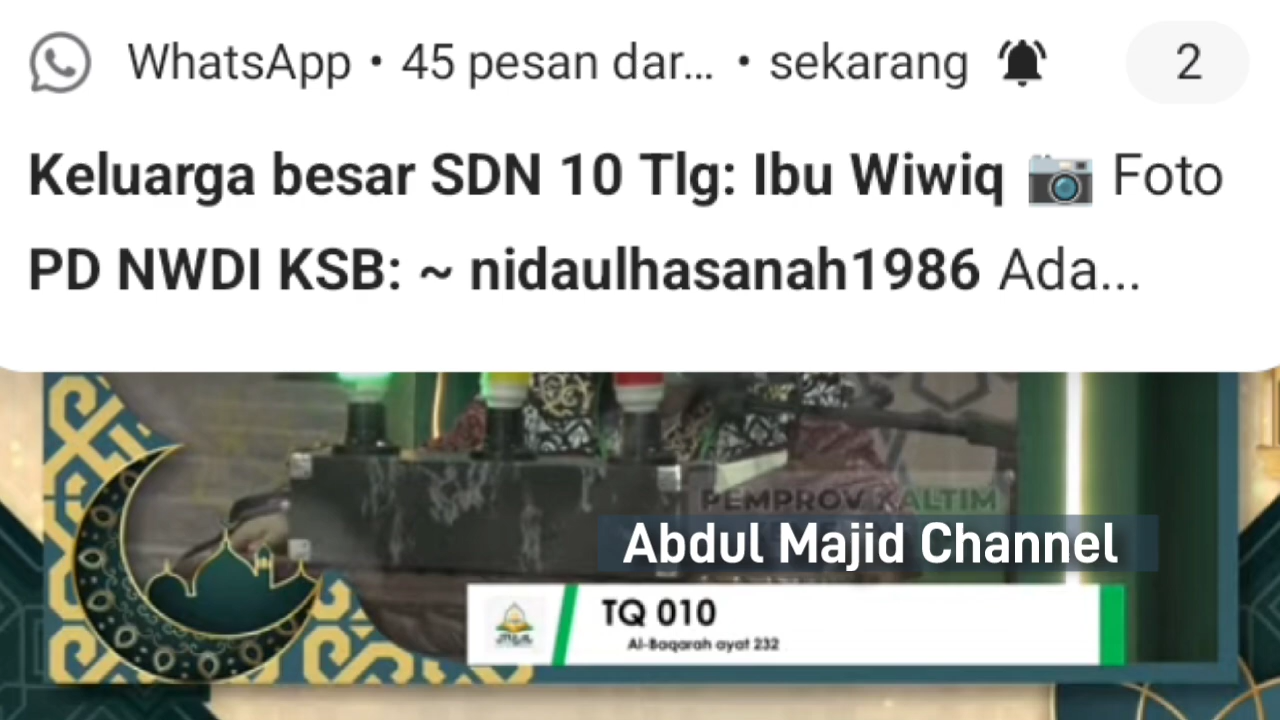 WhatsApp • 45 pesan dar... • sekarang 2
Keluarga besar SDN 10 Tlg: Ibu Wiwiq 📷 Foto
PD NWDI KSB: ~ nidaulhasanah1986 Ada...
PEMPROV KALTIM
Abdul Majid Channel
TQ 010
Al-Baqarah ayat 232